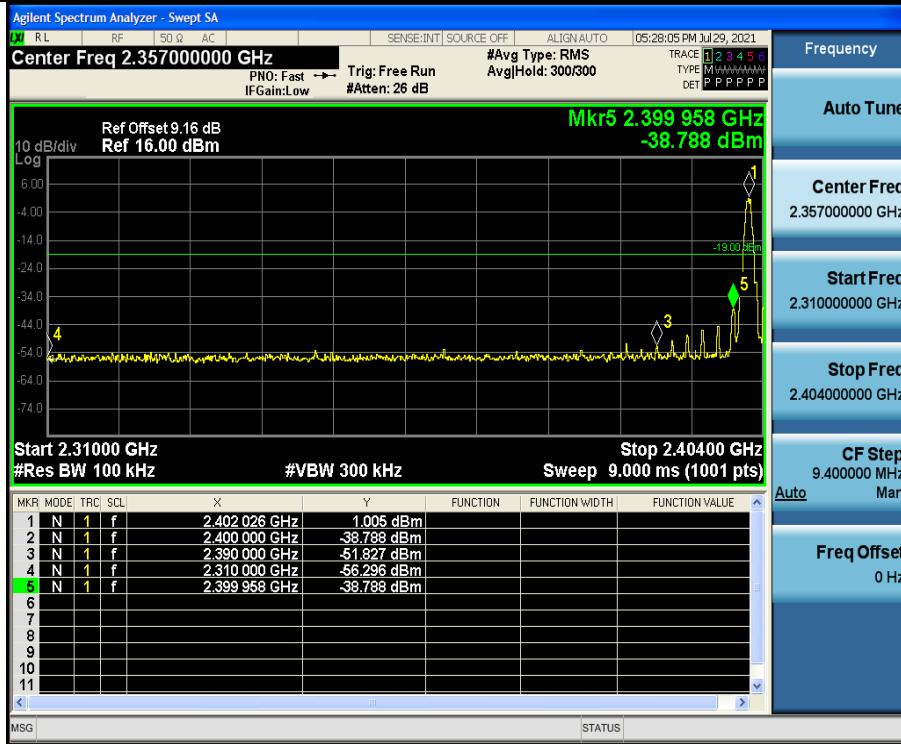 Agilent Spectrum Analyzer - Swept SA
LXI RL RF 50 Ω AC SENSE:INT SOURCE OFF ALIGNAUTO 05:28:05 PM Jul 29, 2021
Center Freq 2.357000000 GHz #Avg Type: RMS TRACE 1 2 3 4 5 6
PNO: Fast Trig: Free Run Avg|Hold: 300/300 TYPE M
IFGain:Low #Atten: 26 dB DET P P P P P P
Mkr5 2.399 958 GHz
-38.788 dBm
Ref Offset 9.16 dB
10 dB/div Ref 16.00 dBm
Log
6.00
-4.00
-14.0
-24.0
-34.0
-44.0
-54.0
-64.0
-74.0
1
-19.00 dBm
5
3
4
Start 2.31000 GHz Stop 2.40400 GHz
#Res BW 100 kHz #VBW 300 kHz Sweep 9.000 ms (1001 pts)
MKR MODE TRC SCL X Y FUNCTION FUNCTION WIDTH FUNCTION VALUE
1 N 1 f 2.402 026 GHz 1.005 dBm
2 N 1 f 2.400 000 GHz -38.788 dBm
3 N 1 f 2.390 000 GHz -51.827 dBm
4 N 1 f 2.310 000 GHz -56.296 dBm
5 N 1 f 2.399 958 GHz -38.788 dBm
6
7
8
9
10
11
MSG STATUS
Frequency
Auto Tune
Center Freq
2.357000000 GHz
Start Freq
2.310000000 GHz
Stop Freq
2.404000000 GHz
CF Step
9.400000 MHz
Auto Man
Freq Offset
0 Hz